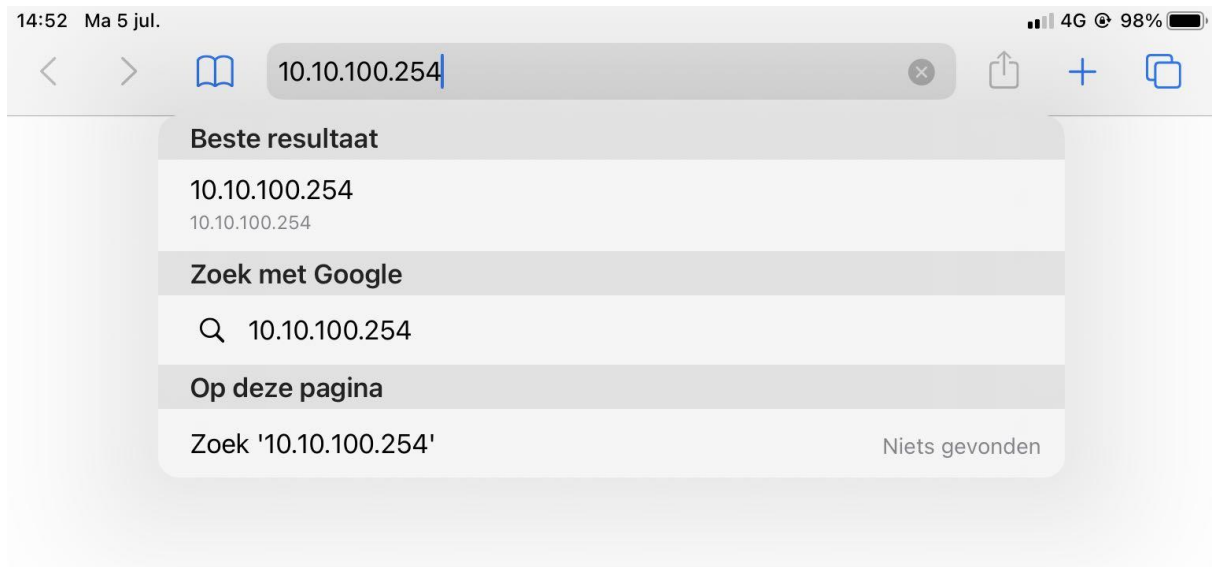 14:52 Ma 5 jul. 4G 98%
10.10.100.254
Beste resultaat
10.10.100.254
10.10.100.254
Zoek met Google
10.10.100.254
Op deze pagina
Zoek '10.10.100.254' Niets gevonden